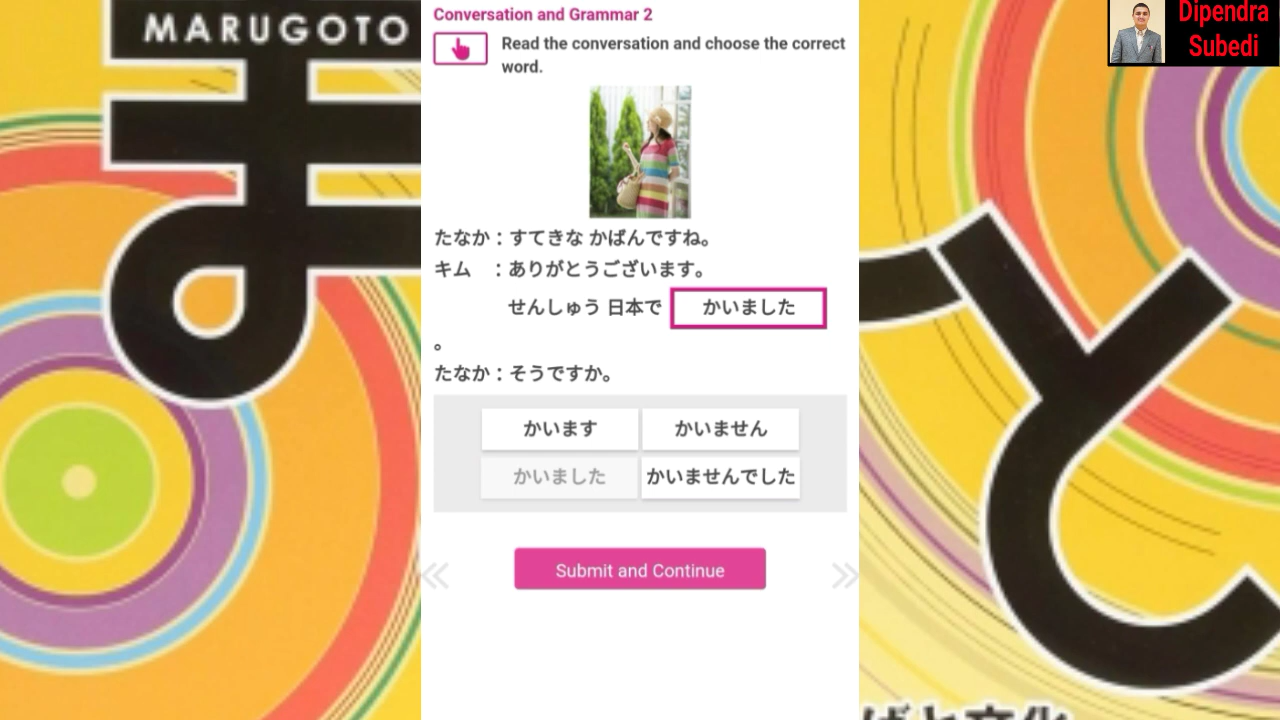 MARUGOTO
ま
Conversation and Grammar 2
Read the conversation and choose the correct
word.
たなか：すてきな かばんですね。
キム　：ありがとうございます。
せんしゅう 日本で かいました
。
たなか：そうですか。
かいます かいません
かいました かいませんでした
Submit and Continue
Dipendra
Subedi
と